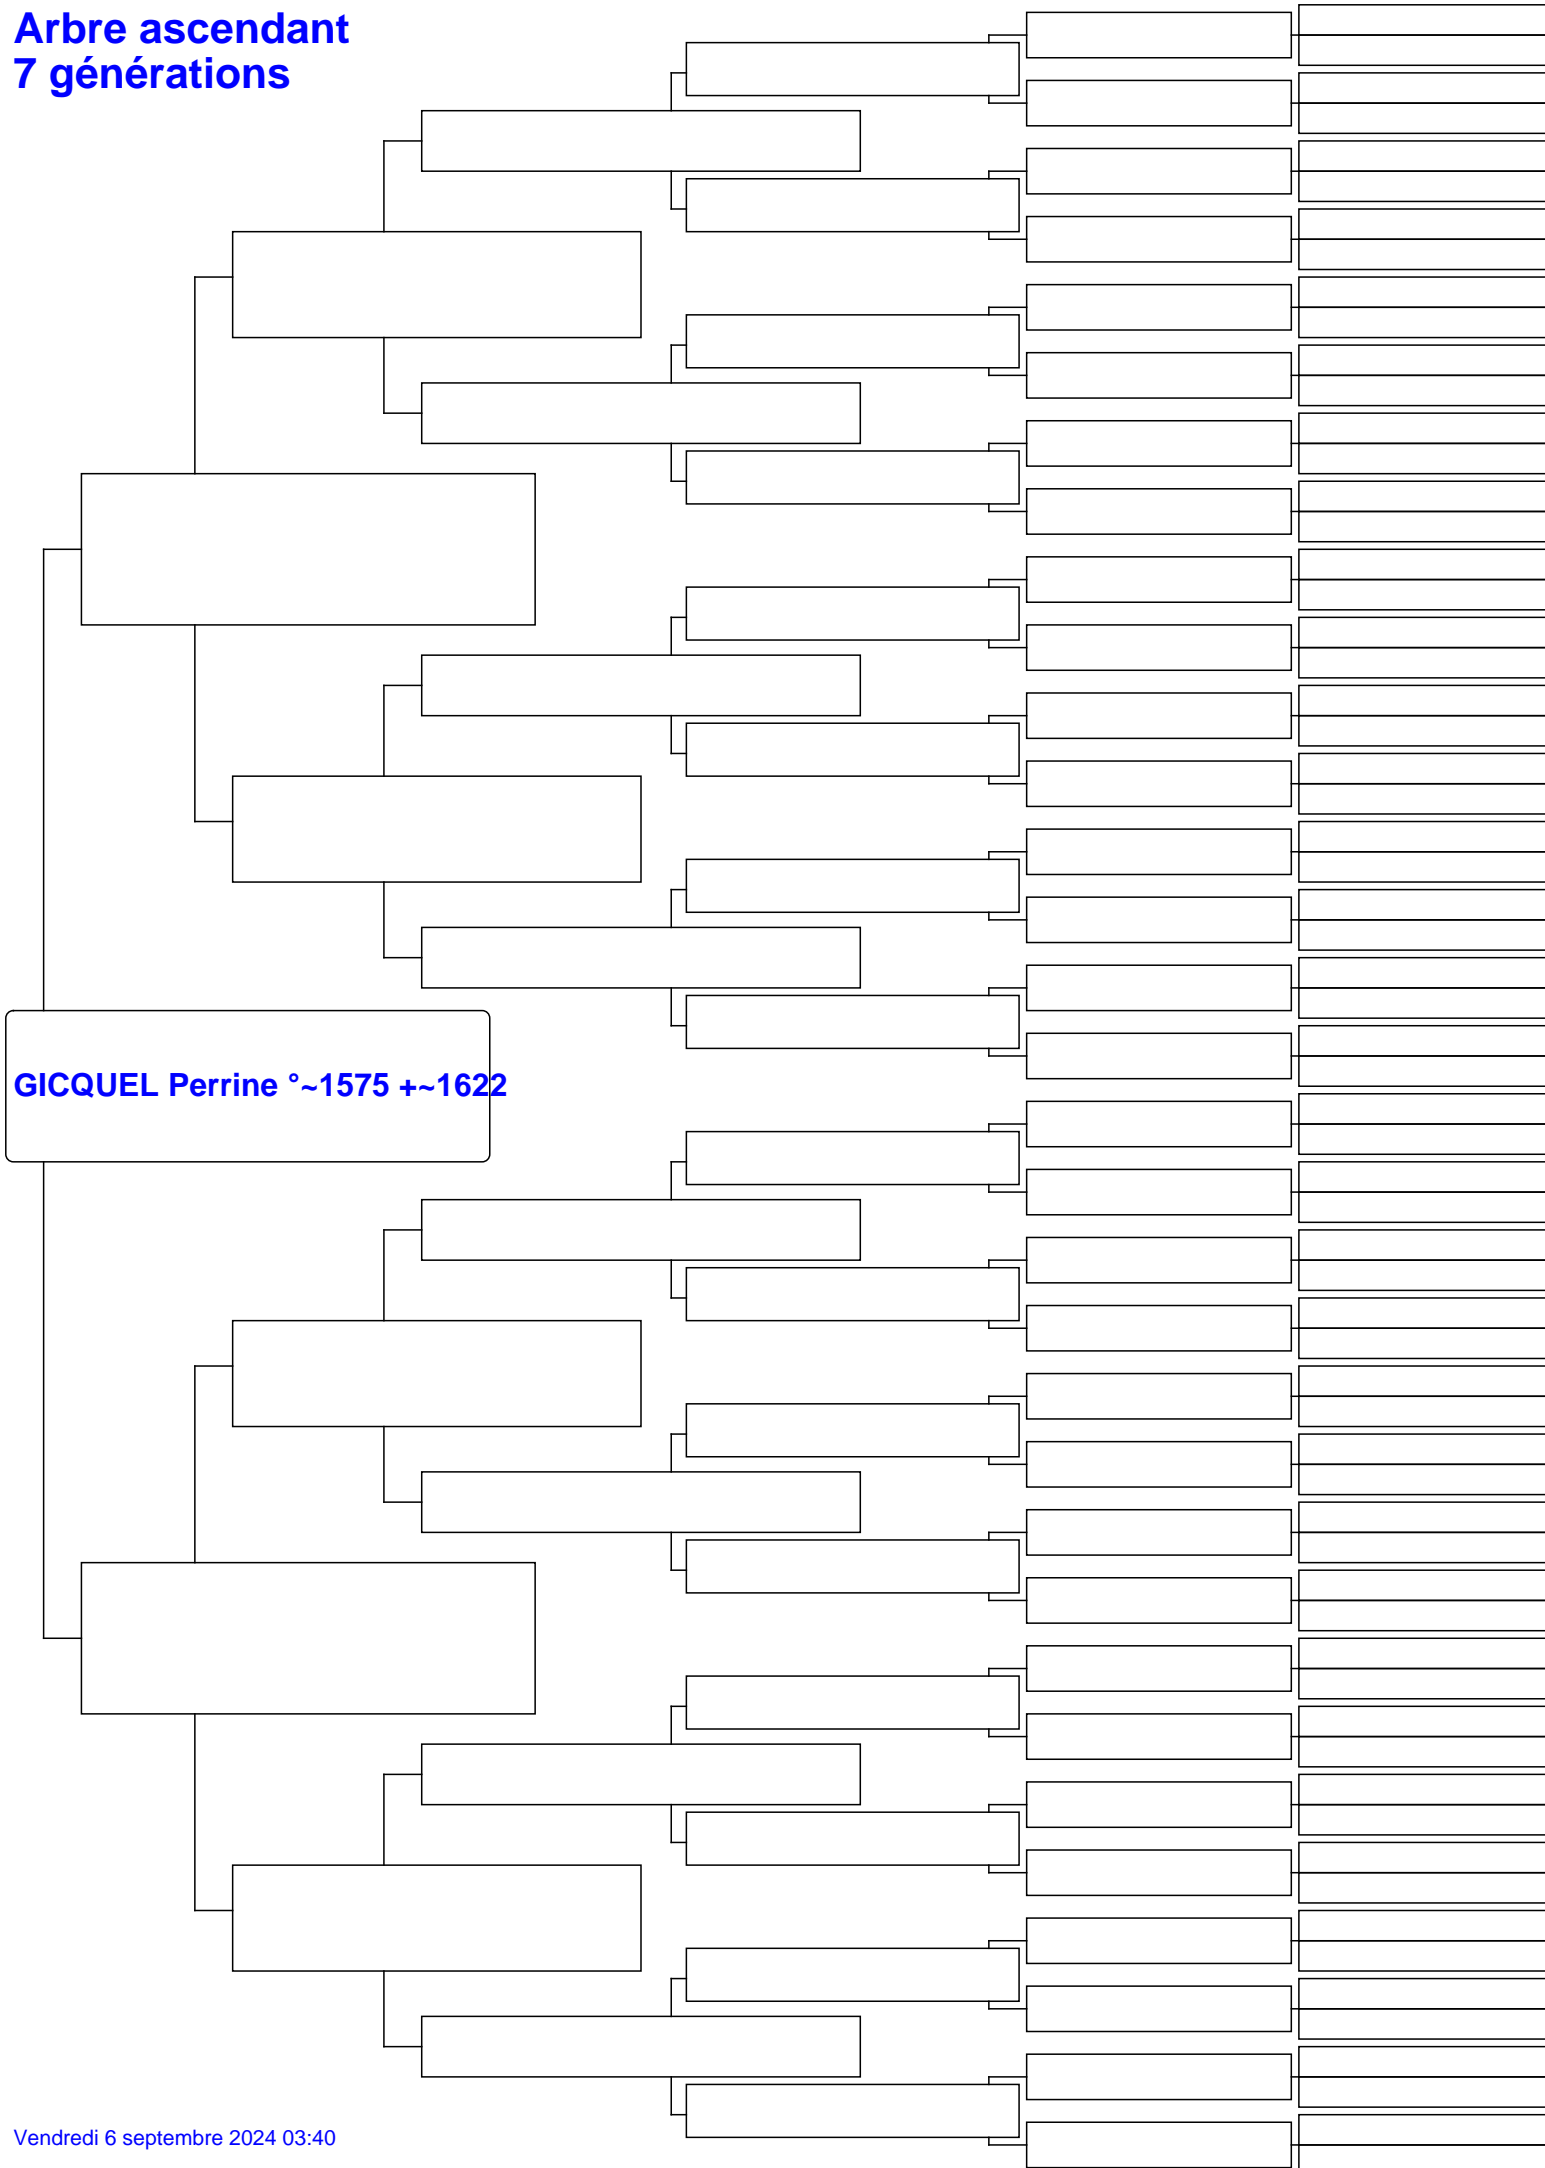 Arbre ascendant
7 générations
GICQUEL Perrine °~1575 +~1622
Vendredi 6 septembre 2024 03:40